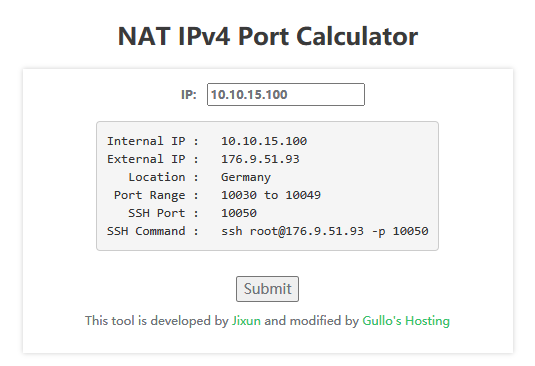 NAT IPv4 Port Calculator
IP: 10.10.15.100
Internal IP : 10.10.15.100
External IP : 176.9.51.93
Location : Germany
Port Range : 10030 to 10049
SSH Port : 10050
SSH Command : ssh root@176.9.51.93 -p 10050
Submit
This tool is developed by Jixun and modified by Gullo's Hosting